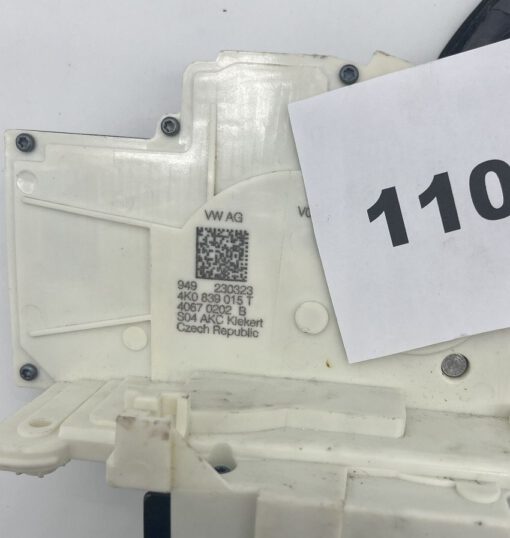 VW AG
949 230323
4K0 839 015 T
4067 0202 B
S04 AKC Kiekert
Czech Republic
110